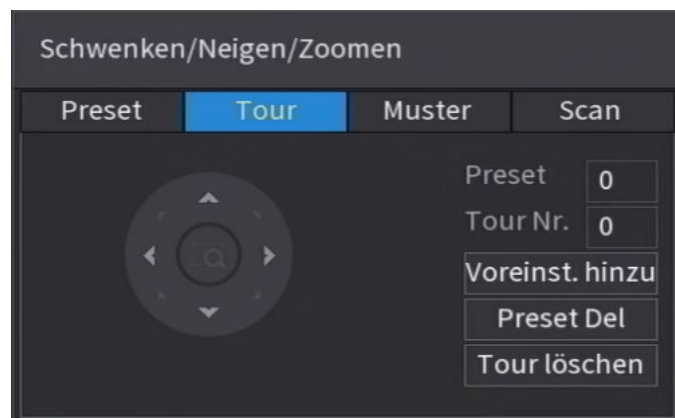 Schwenken/Neigen/Zoomen
Preset Tour Muster Scan
Preset 0
Tour Nr. 0
Voreinst. hinzu
Preset Del
Tour löschen